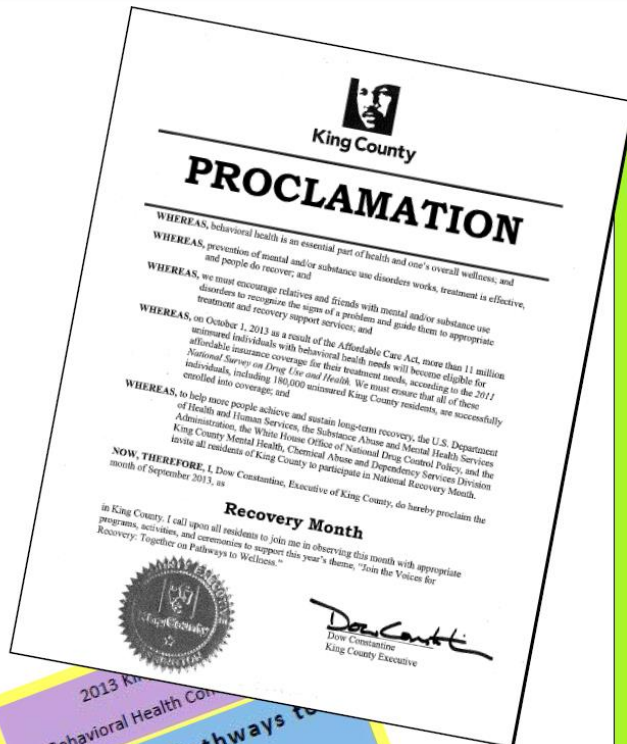 King County
PROCLAMATION
WHEREAS, behavioral health is an essential part of health and one's overall wellness; and
WHEREAS, prevention of mental and/or substance use disorders works, treatment is effective,
and people do recover; and
WHEREAS, we must encourage relatives and friends with mental and/or substance use
disorders to recognize the signs of a problem and guide them to appropriate
treatment and recovery support services; and
WHEREAS, on October 1, 2013 as a result of the Affordable Care Act, more than 11 million
uninsured individuals with behavioral health needs will become eligible for
affordable insurance coverage for their treatment needs, according to the 2011
National Survey on Drug Use and Health. We must ensure that all of these
individuals, including 180,000 uninsured King County residents, are successfully
enrolled into coverage; and
WHEREAS, to help more people achieve and sustain long-term recovery, the U.S. Department
of Health and Human Services, the Substance Abuse and Mental Health Services
Administration, the White House Office of National Drug Control Policy, and the
King County Mental Health, Chemical Abuse and Dependency Services Division
invite all residents of King County to participate in National Recovery Month.
NOW, THEREFORE, I, Dow Constantine, Executive of King County, do hereby proclaim the
month of September 2013, as
Recovery Month
in King County. I call upon all residents to join me in observing this month with appropriate
programs, activities, and ceremonies to support this year's theme, "Join the Voices for
Recovery: Together on Pathways to Wellness."
King County
Dow Constantine
Dow Constantine
King County Executive
2013
Behavioral Health